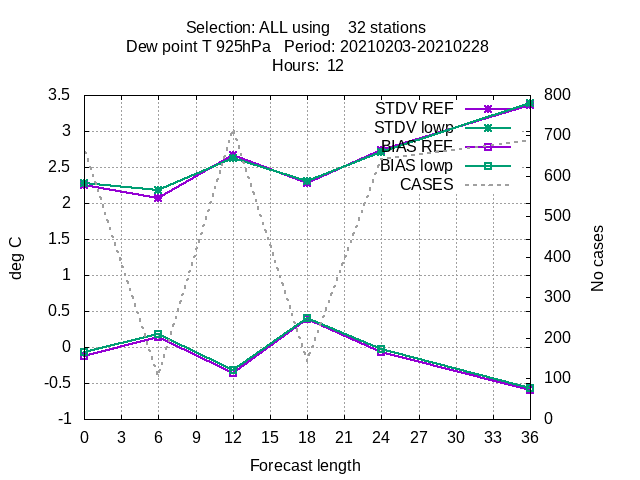 Selection: ALL using    32 stations
Dew point T 925hPa   Period: 20210203-20210228
Hours:  12
STDV REF
STDV lowp
BIAS REF
BIAS lowp
CASES
3.5
3
2.5
2
1.5
1
0.5
0
-0.5
-1
deg C
800
700
600
500
400
300
200
100
0
No cases
0 3 6 9 12 15 18 21 24 27 30 33 36
Forecast length